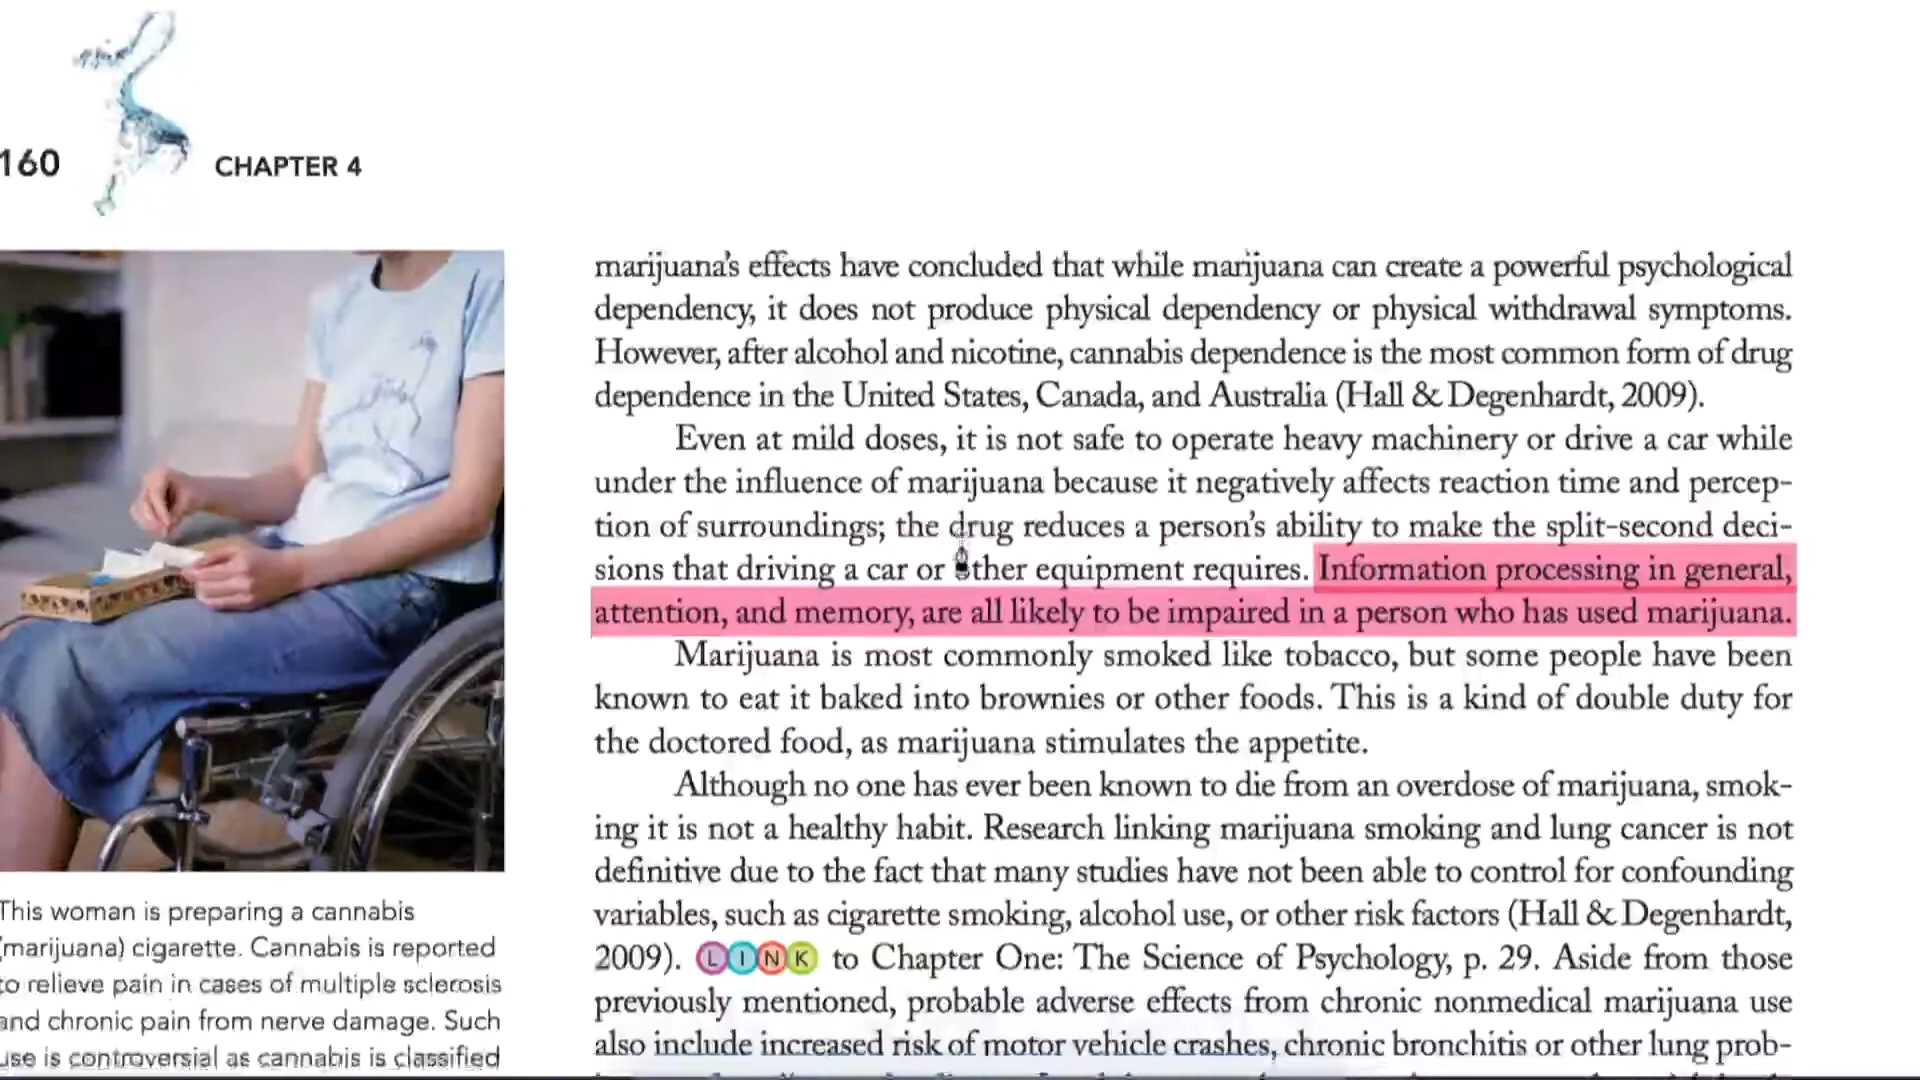 160
CHAPTER 4
marijuana's effects have concluded that while marijuana can create a powerful psychological
dependency, it does not produce physical dependency or physical withdrawal symptoms.
However, after alcohol and nicotine, cannabis dependence is the most common form of drug
dependence in the United States, Canada, and Australia (Hall & Degenhardt, 2009).
Even at mild doses, it is not safe to operate heavy machinery or drive a car while
under the influence of marijuana because it negatively affects reaction time and percep-
tion of surroundings; the drug reduces a person's ability to make the split-second deci-
sions that driving a car or other equipment requires. Information processing in general,
attention, and memory, are all likely to be impaired in a person who has used marijuana.
Marijuana is most commonly smoked like tobacco, but some people have been
known to eat it baked into brownies or other foods. This is a kind of double duty for
the doctored food, as marijuana stimulates the appetite.
Although no one has ever been known to die from an overdose of marijuana, smok-
ing it is not a healthy habit. Research linking marijuana smoking and lung cancer is not
definitive due to the fact that many studies have not been able to control for confounding
variables, such as cigarette smoking, alcohol use, or other risk factors (Hall & Degenhardt,
2009). LINK to Chapter One: The Science of Psychology, p. 29. Aside from those
previously mentioned, probable adverse effects from chronic nonmedical marijuana use
also include increased risk of motor vehicle crashes, chronic bronchitis or other lung prob-
This woman is preparing a cannabis
(marijuana) cigarette. Cannabis is reported
to relieve pain in cases of multiple sclerosis
and chronic pain from nerve damage. Such
use is controversial as cannabis is classified